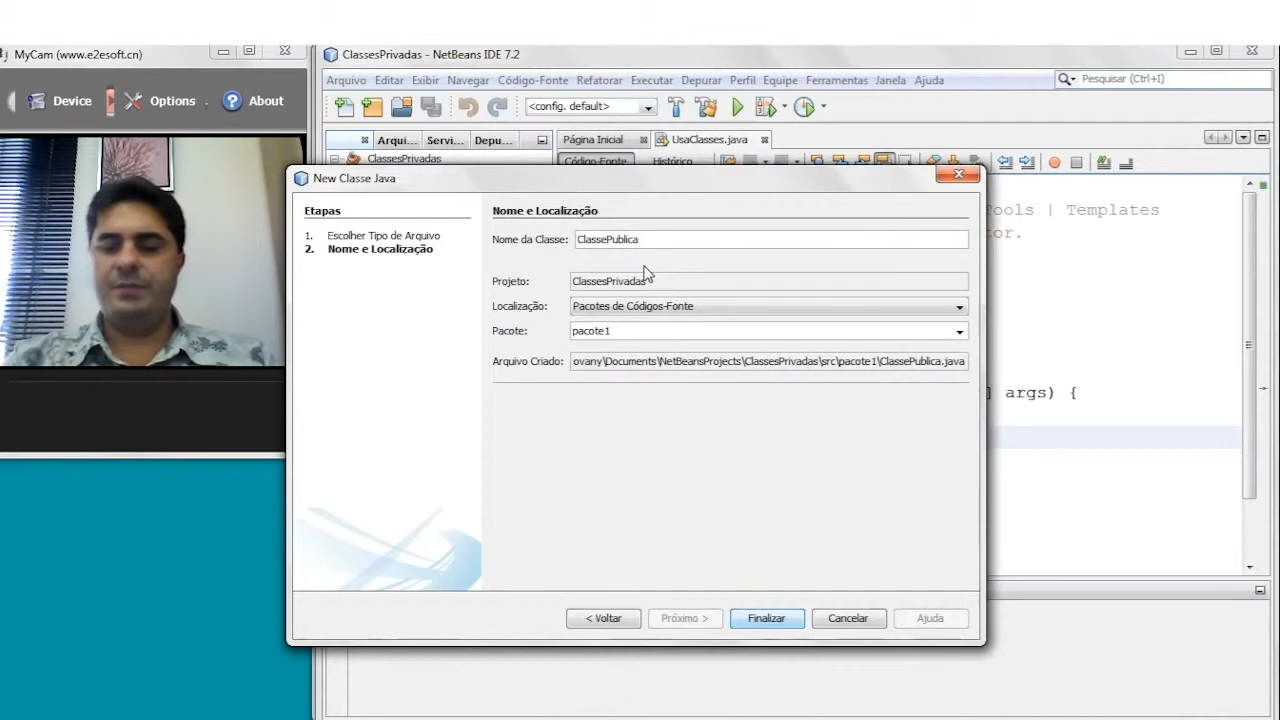 MyCam (www.e2esoft.cn)
Device
Options
About
ClassesPrivadas - NetBeans IDE 7.2
Arquivo Editar Exibir Navegar Código-Fonte Refatorar Executar Depurar Perfil Equipe Ferramentas Janela Ajuda
Pesquisar (Ctrl+I)
<config. default>
Arqui... Servi... Depu...
Página Inicial
UsaClasses.java
ClassesPrivadas
Código-Fonte Histórico
New Classe Java
Etapas
1. Escolher Tipo de Arquivo
2. Nome e Localização
Nome e Localização
Nome da Classe: ClassePublica
Projeto: ClassesPrivadas
Localização: Pacotes de Códigos-Fonte
Pacote: pacote1
Arquivo Criado: ovany\Documents\NetBeansProjects\ClassesPrivadas\src\pacote1\ClassePublica.java
< Voltar
Próximo >
Finalizar
Cancelar
Ajuda
ools | Templates
tor.
] args) {